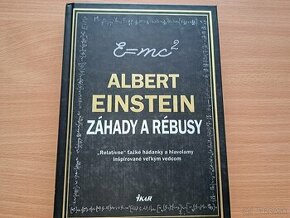 E=mc²
ALBERT
EINSTEIN
ZÁHADY A RÉBUSY
„Relatívne“ ťažké hádanky a hlavolamy
inšpirované veľkým vedcom
IKAR